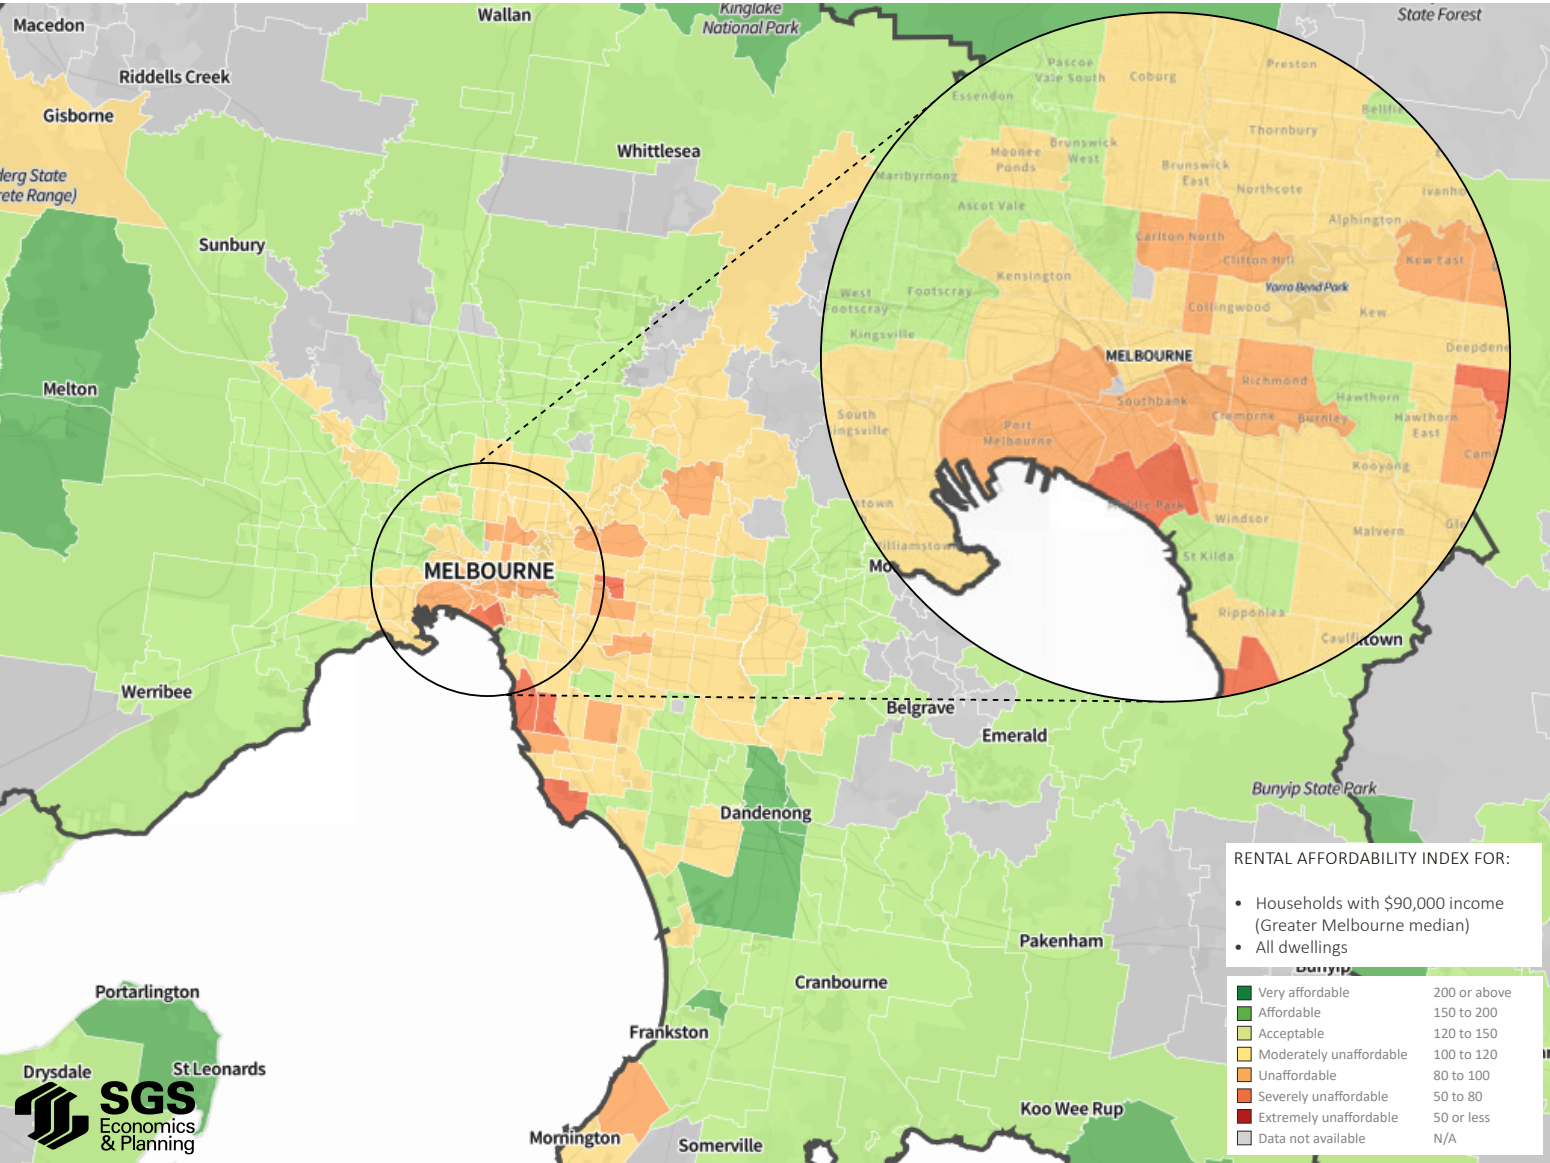 Macedon
Wallan
Kinglake
National Park
State Forest
Riddells Creek
Gisborne
Whittlesea
Sunbury
Melton
MELBOURNE
Werribee
Belgrave
Emerald
Bunyip State Park
Dandenong
Pakenham
Cranbourne
Frankston
Portarlington
Drysdale
St Leonards
Mornington
Somerville
Koo Wee Rup
Pascoe
Vale South
Coburg
Preston
Essendon
Thornbury
Moonee
Ponds
Brunswick
West
Brunswick
East
Maribyrnong
Northcote
Ascot Vale
Alphington
Carlton North
Clifton Hill
Kew East
Kensington
Yarra Bend Park
West
Footscray
Footscray
Collingwood
Kew
Kingsville
MELBOURNE
Deepdene
Richmond
Hawthorn
Southbank
Cremorne
Burnley
Hawthorn
East
South
Port
Melbourne
Kooyong
Middle Park
Windsor
Malvern
St Kilda
Ripponlea
RENTAL AFFORDABILITY INDEX FOR:
• Households with $90,000 income
(Greater Melbourne median)
• All dwellings
Very affordable 200 or above
Affordable 150 to 200
Acceptable 120 to 150
Moderately unaffordable 100 to 120
Unaffordable 80 to 100
Severely unaffordable 50 to 80
Extremely unaffordable 50 or less
Data not available N/A
SGS
Economics
& Planning